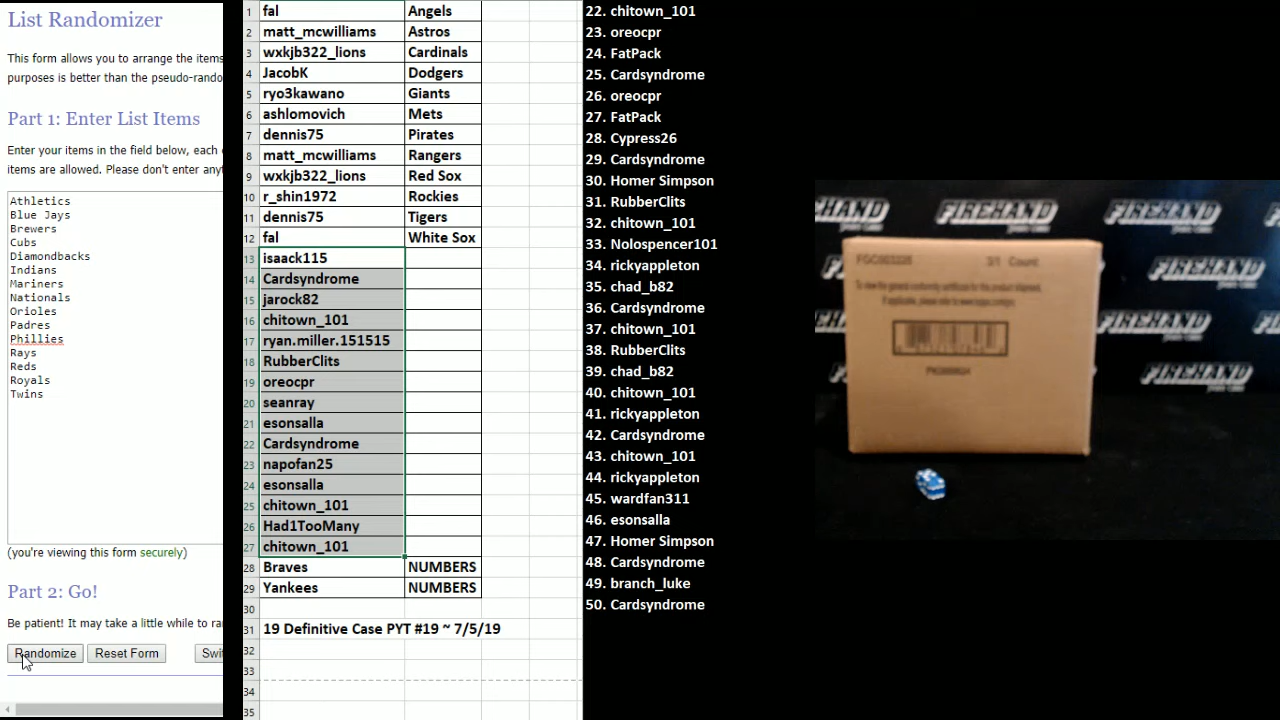 List Randomizer
This form allows you to arrange the items
purposes is better than the pseudo-rando
Part 1: Enter List Items
Enter your items in the field below, each
items are allowed. Please don't enter any
Athletics
Blue Jays
Brewers
Cubs
Diamondbacks
Indians
Mariners
Nationals
Orioles
Padres
Phillies
Rays
Reds
Royals
Twins
(you're viewing this form securely)
Part 2: Go!
Be patient! It may take a little while to ra
Randomize Reset Form Swi
1 fal Angels
2 matt_mcwilliams Astros
3 wxkjb322_lions Cardinals
4 JacobK Dodgers
5 ryo3kawano Giants
6 ashlomovich Mets
7 dennis75 Pirates
8 matt_mcwilliams Rangers
9 wxkjb322_lions Red Sox
10 r_shin1972 Rockies
11 dennis75 Tigers
12 fal White Sox
13 isaack115
14 Cardsyndrome
15 jarock82
16 chitown_101
17 ryan.miller.151515
18 RubberClits
19 oreocpr
20 seanray
21 esonsalla
22 Cardsyndrome
23 napofan25
24 esonsalla
25 chitown_101
26 Had1TooMany
27 chitown_101
28 Braves NUMBERS
29 Yankees NUMBERS
30
31 19 Definitive Case PYT #19 ~ 7/5/19
32
33
34
35
22. chitown_101
23. oreocpr
24. FatPack
25. Cardsyndrome
26. oreocpr
27. FatPack
28. Cypress26
29. Cardsyndrome
30. Homer Simpson
31. RubberClits
32. chitown_101
33. Nolospencer101
34. rickyappleton
35. chad_b82
36. Cardsyndrome
37. chitown_101
38. RubberClits
39. chad_b82
40. chitown_101
41. rickyappleton
42. Cardsyndrome
43. chitown_101
44. rickyappleton
45. wardfan311
46. esonsalla
47. Homer Simpson
48. Cardsyndrome
49. branch_luke
50. Cardsyndrome
FIREHAND FIREHAND FIREHAND
Count
FIREHAND
FIREHAND